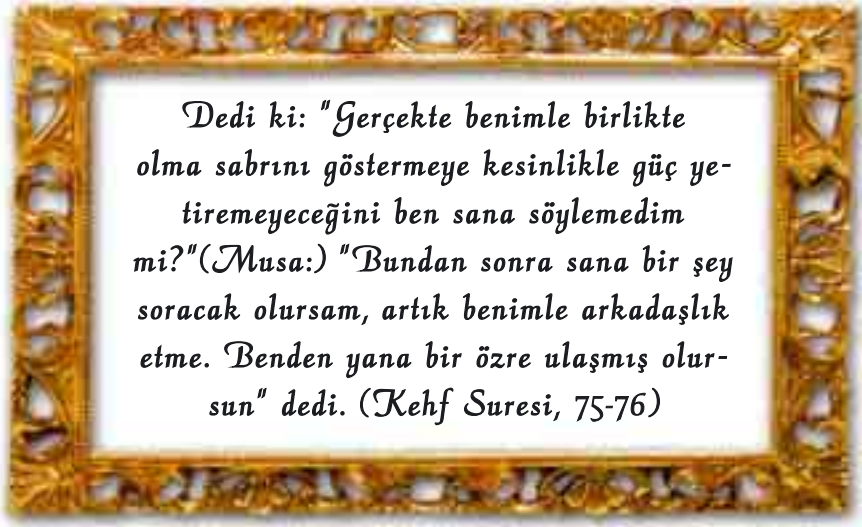 Dedi ki: "Gerçekte benimle birlikte
olma sabrını göstermeye kesinlikle güç ye-
tiremeyeceğini ben sana söylemedim
mi?"(Musa:) "Bundan sonra sana bir şey
soracak olursam, artık benimle arkadaşlık
etme. Benden yana bir özre ulaşmış olur-
sun" dedi. (Kehf Suresi, 75-76)